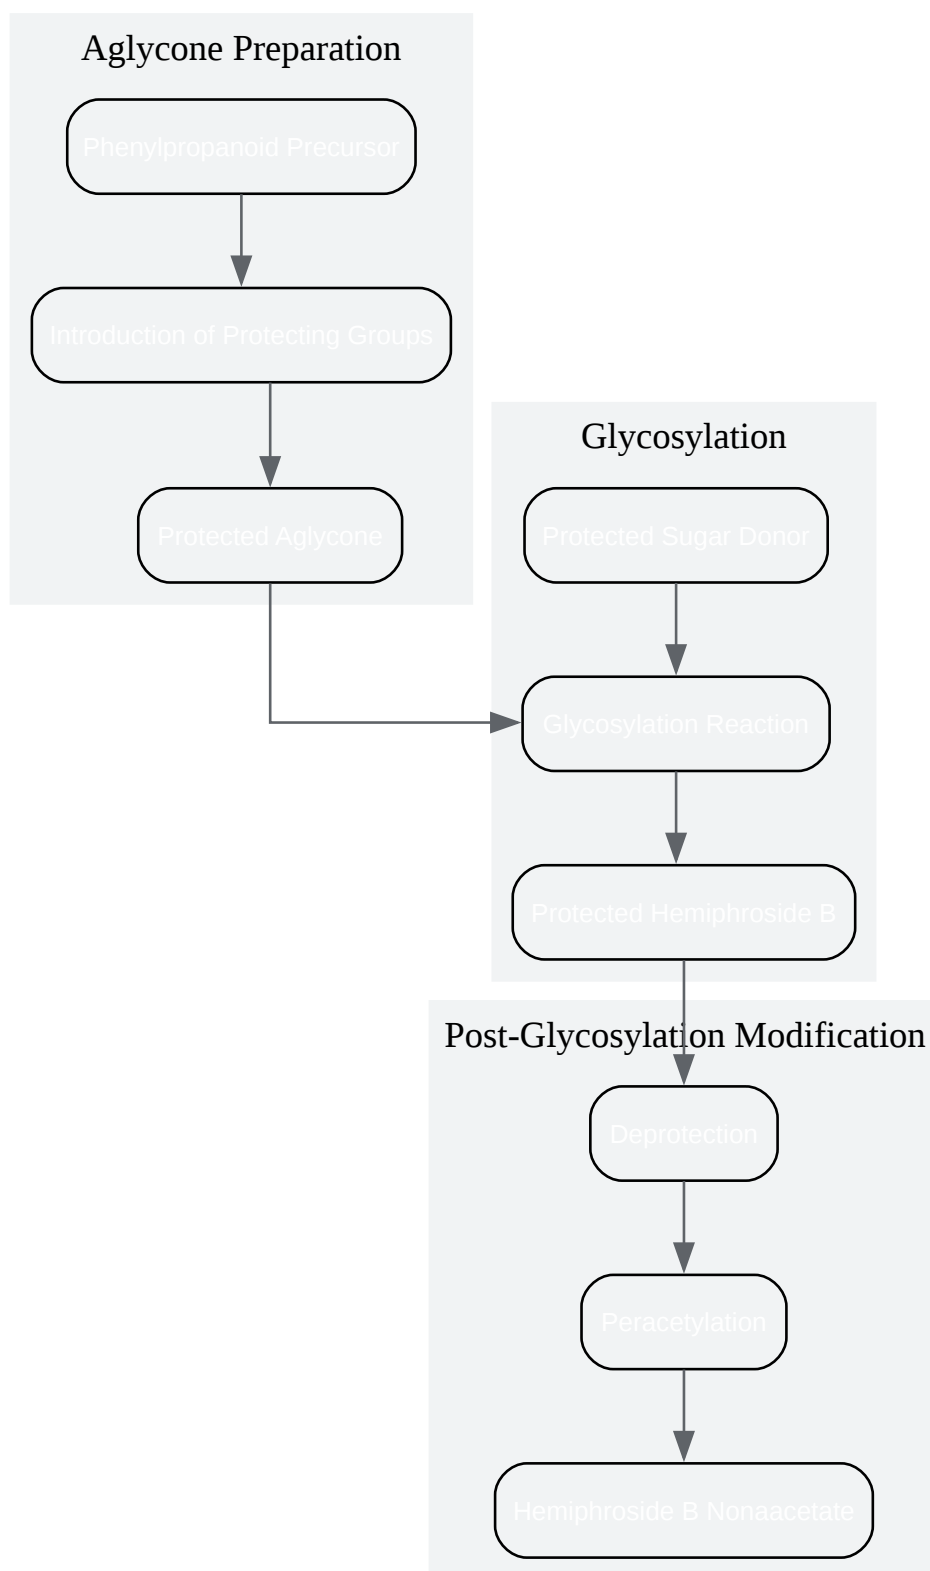 Aglycone Preparation
Phenylpropanoid Precursor
Introduction of Protecting Groups
Protected Aglycone
Glycosylation
Protected Sugar Donor
Glycosylation Reaction
Protected Hemiphroside B
Post-Glycosylation Modification
Deprotection
Peracetylation
Hemiphroside B Nonaacetate